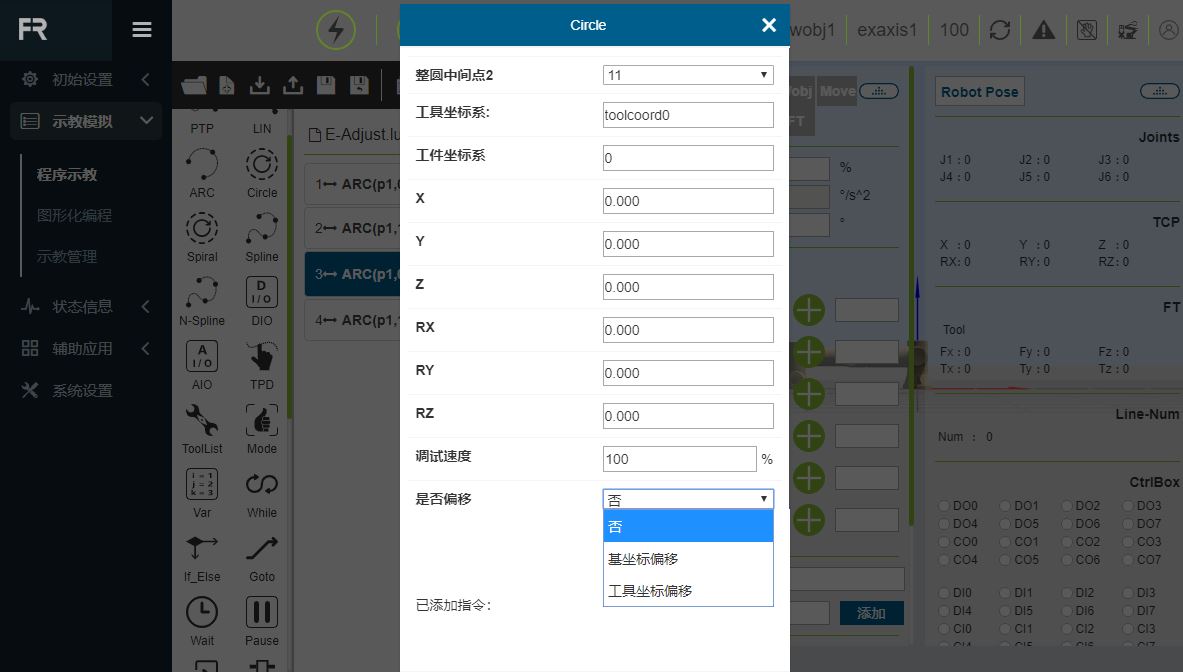 FR
初始设置
示教模拟
程序示教
图形化编程
示教管理
状态信息
辅助应用
系统设置
wobj1
exaxis1
100
PTP
LIN
ARC
Circle
Spiral
Spline
N-Spline
D
I/O
DIO
A
I/O
AIO
TPD
ToolList
Mode
i = 1
j = 2
k = 3
Var
While
If_Else
Goto
Wait
Pause
E-Adjust.lu
1 ARC(p1,0
2 ARC(p1,1
3 ARC(p1,0
4 ARC(p1,1
Circle
整圆中间点2
11
工具坐标系:
toolcoord0
工件坐标系
0
X
0.000
Y
0.000
Z
0.000
RX
0.000
RY
0.000
RZ
0.000
调试速度
100
%
是否偏移
否
否
基坐标偏移
工具坐标偏移
已添加指令:
obj
Move
FT
%
°/s^2
°
添加
Robot Pose
Joints
J1 : 0 J2 : 0 J3 : 0
J4 : 0 J5 : 0 J6 : 0
TCP
X : 0 Y : 0 Z : 0
RX: 0 RY: 0 RZ: 0
FT
Tool
Fx : 0 Fy : 0 Fz : 0
Tx : 0 Ty : 0 Tz : 0
Line-Num
Num : 0
CtrlBox
DO0 DO1 DO2 DO3
DO4 DO5 DO6 DO7
CO0 CO1 CO2 CO3
CO4 CO5 CO6 CO7
DI0 DI1 DI2 DI3
DI4 DI5 DI6 DI7
CI0 CI1 CI2 CI3
CI4 CI5 CI6 CI7